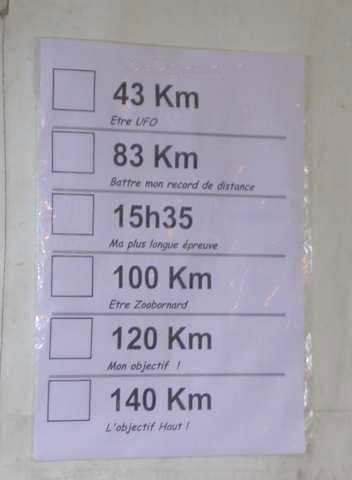 43 Km
Etre UFO
83 Km
Battre mon record de distance
15h35
Ma plus longue épreuve
100 Km
Etre Zoobornard
120 Km
Mon objectif !
140 Km
L'objectif Haut !